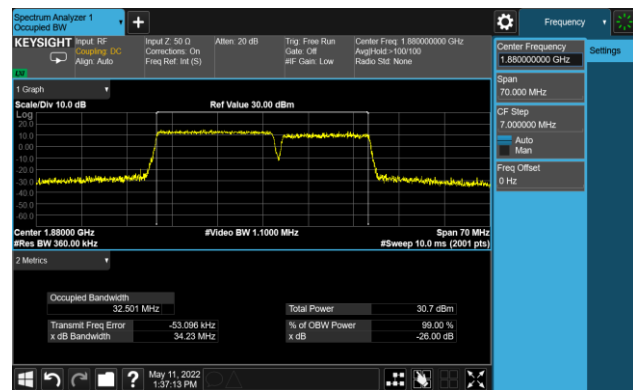 Spectrum Analyzer 1
Occupied BW
+
Frequency
KEYSIGHT Input: RF
Coupling: DC
Align: Auto
Input Z: 50 Ω
Corrections: On
Freq Ref: Int (S)
Atten: 20 dB
Trig: Free Run
Gate: Off
#IF Gain: Low
Center Freq: 1.880000000 GHz
Avg|Hold:>100/100
Radio Std: None
Center Frequency
1.880000000 GHz
Settings
Span
70.000 MHz
CF Step
7.000000 MHz
Auto
Man
Freq Offset
0 Hz
1 Graph
Scale/Div 10.0 dB
Ref Value 30.00 dBm
Log
20.0
10.0
0.00
-10.0
-20.0
-30.0
-40.0
-50.0
-60.0
Center 1.88000 GHz
#Video BW 1.1000 MHz
Span 70 MHz
#Res BW 360.00 kHz
#Sweep 10.0 ms (2001 pts)
2 Metrics
Occupied Bandwidth
32.501 MHz
Total Power 30.7 dBm
Transmit Freq Error -53.096 kHz
% of OBW Power 99.00 %
x dB Bandwidth 34.23 MHz
x dB -26.00 dB
?
May 11, 2022
1:37:13 PM